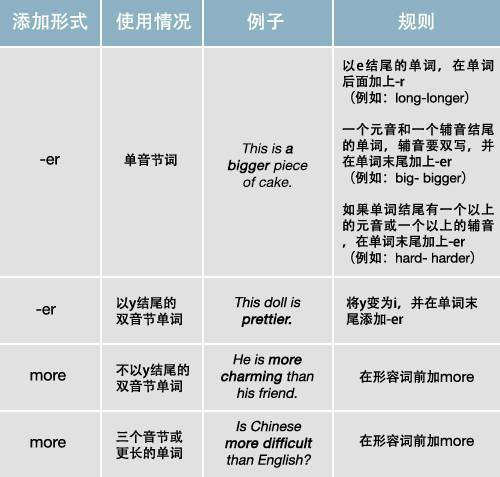 添加形式 使用情况 例子 规则
-er
单音节词
This is a
bigger piece
of cake.
以e结尾的单词，在单词
后面加上-r
（例如：long-longer）
一个元音和一个辅音结尾
的单词，辅音要双写，并
在单词末尾加上-er
（例如：big- bigger）
如果单词结尾有一个以上
的元音或一个以上的辅音
，在单词末尾加上-er
（例如：hard- harder）
-er
以y结尾的
双音节单词
This doll is
prettier.
将y变为i，并在单词末
尾添加-er
more
不以y结尾的
双音节单词
He is more
charming than
his friend.
在形容词前加more
more
三个音节或
更长的单词
Is Chinese
more difficult
than English?
在形容词前加more